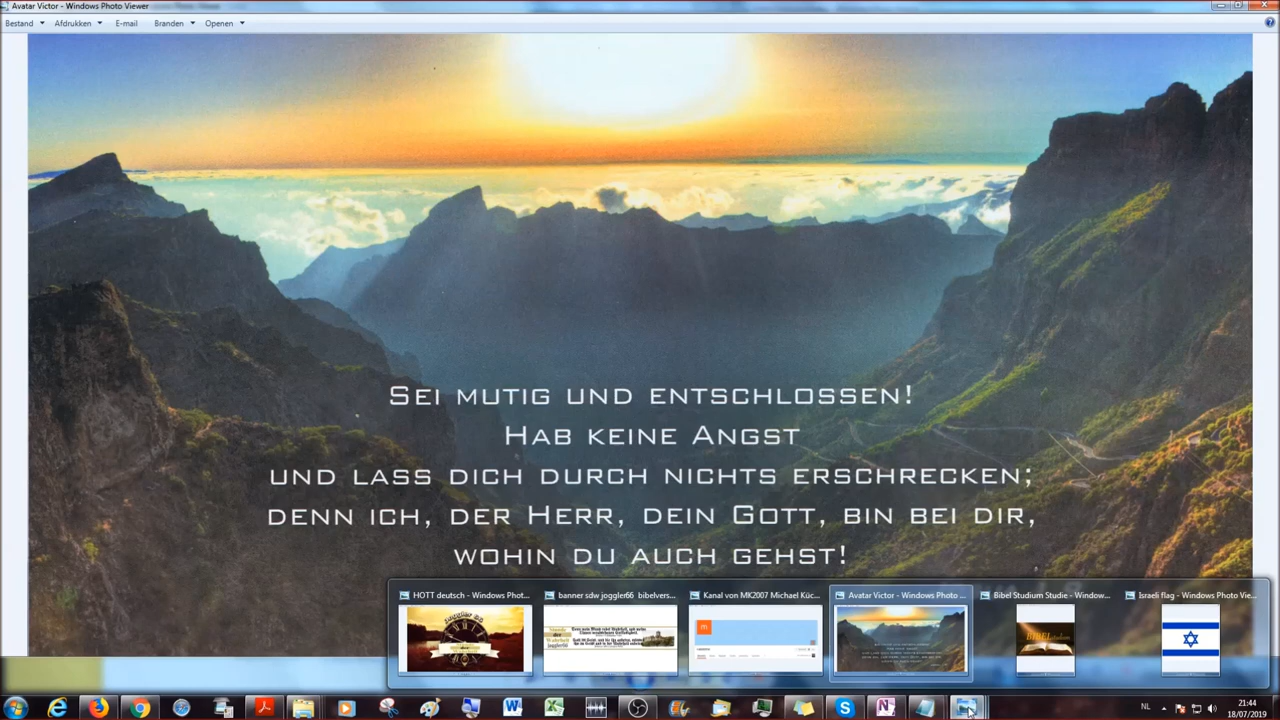 Avatar Victor - Windows Photo Viewer
Bestand Afdrukken E-mail Branden Openen
Sei mutig und entschlossen!
Hab keine Angst
und lass dich durch nichts erschrecken;
denn ich, der Herr, dein Gott, bin bei dir,
wohin du auch gehst!
HOTT deutsch - Windows Phot... banner sdw joggler66 bibelvers... Kanal von MK2007 Michael Küc... Avatar Victor - Windows Photo ... Bibel Studium Studie - Window... Israeli flag - Windows Photo Vie...
NL 21:44
18/07/2019